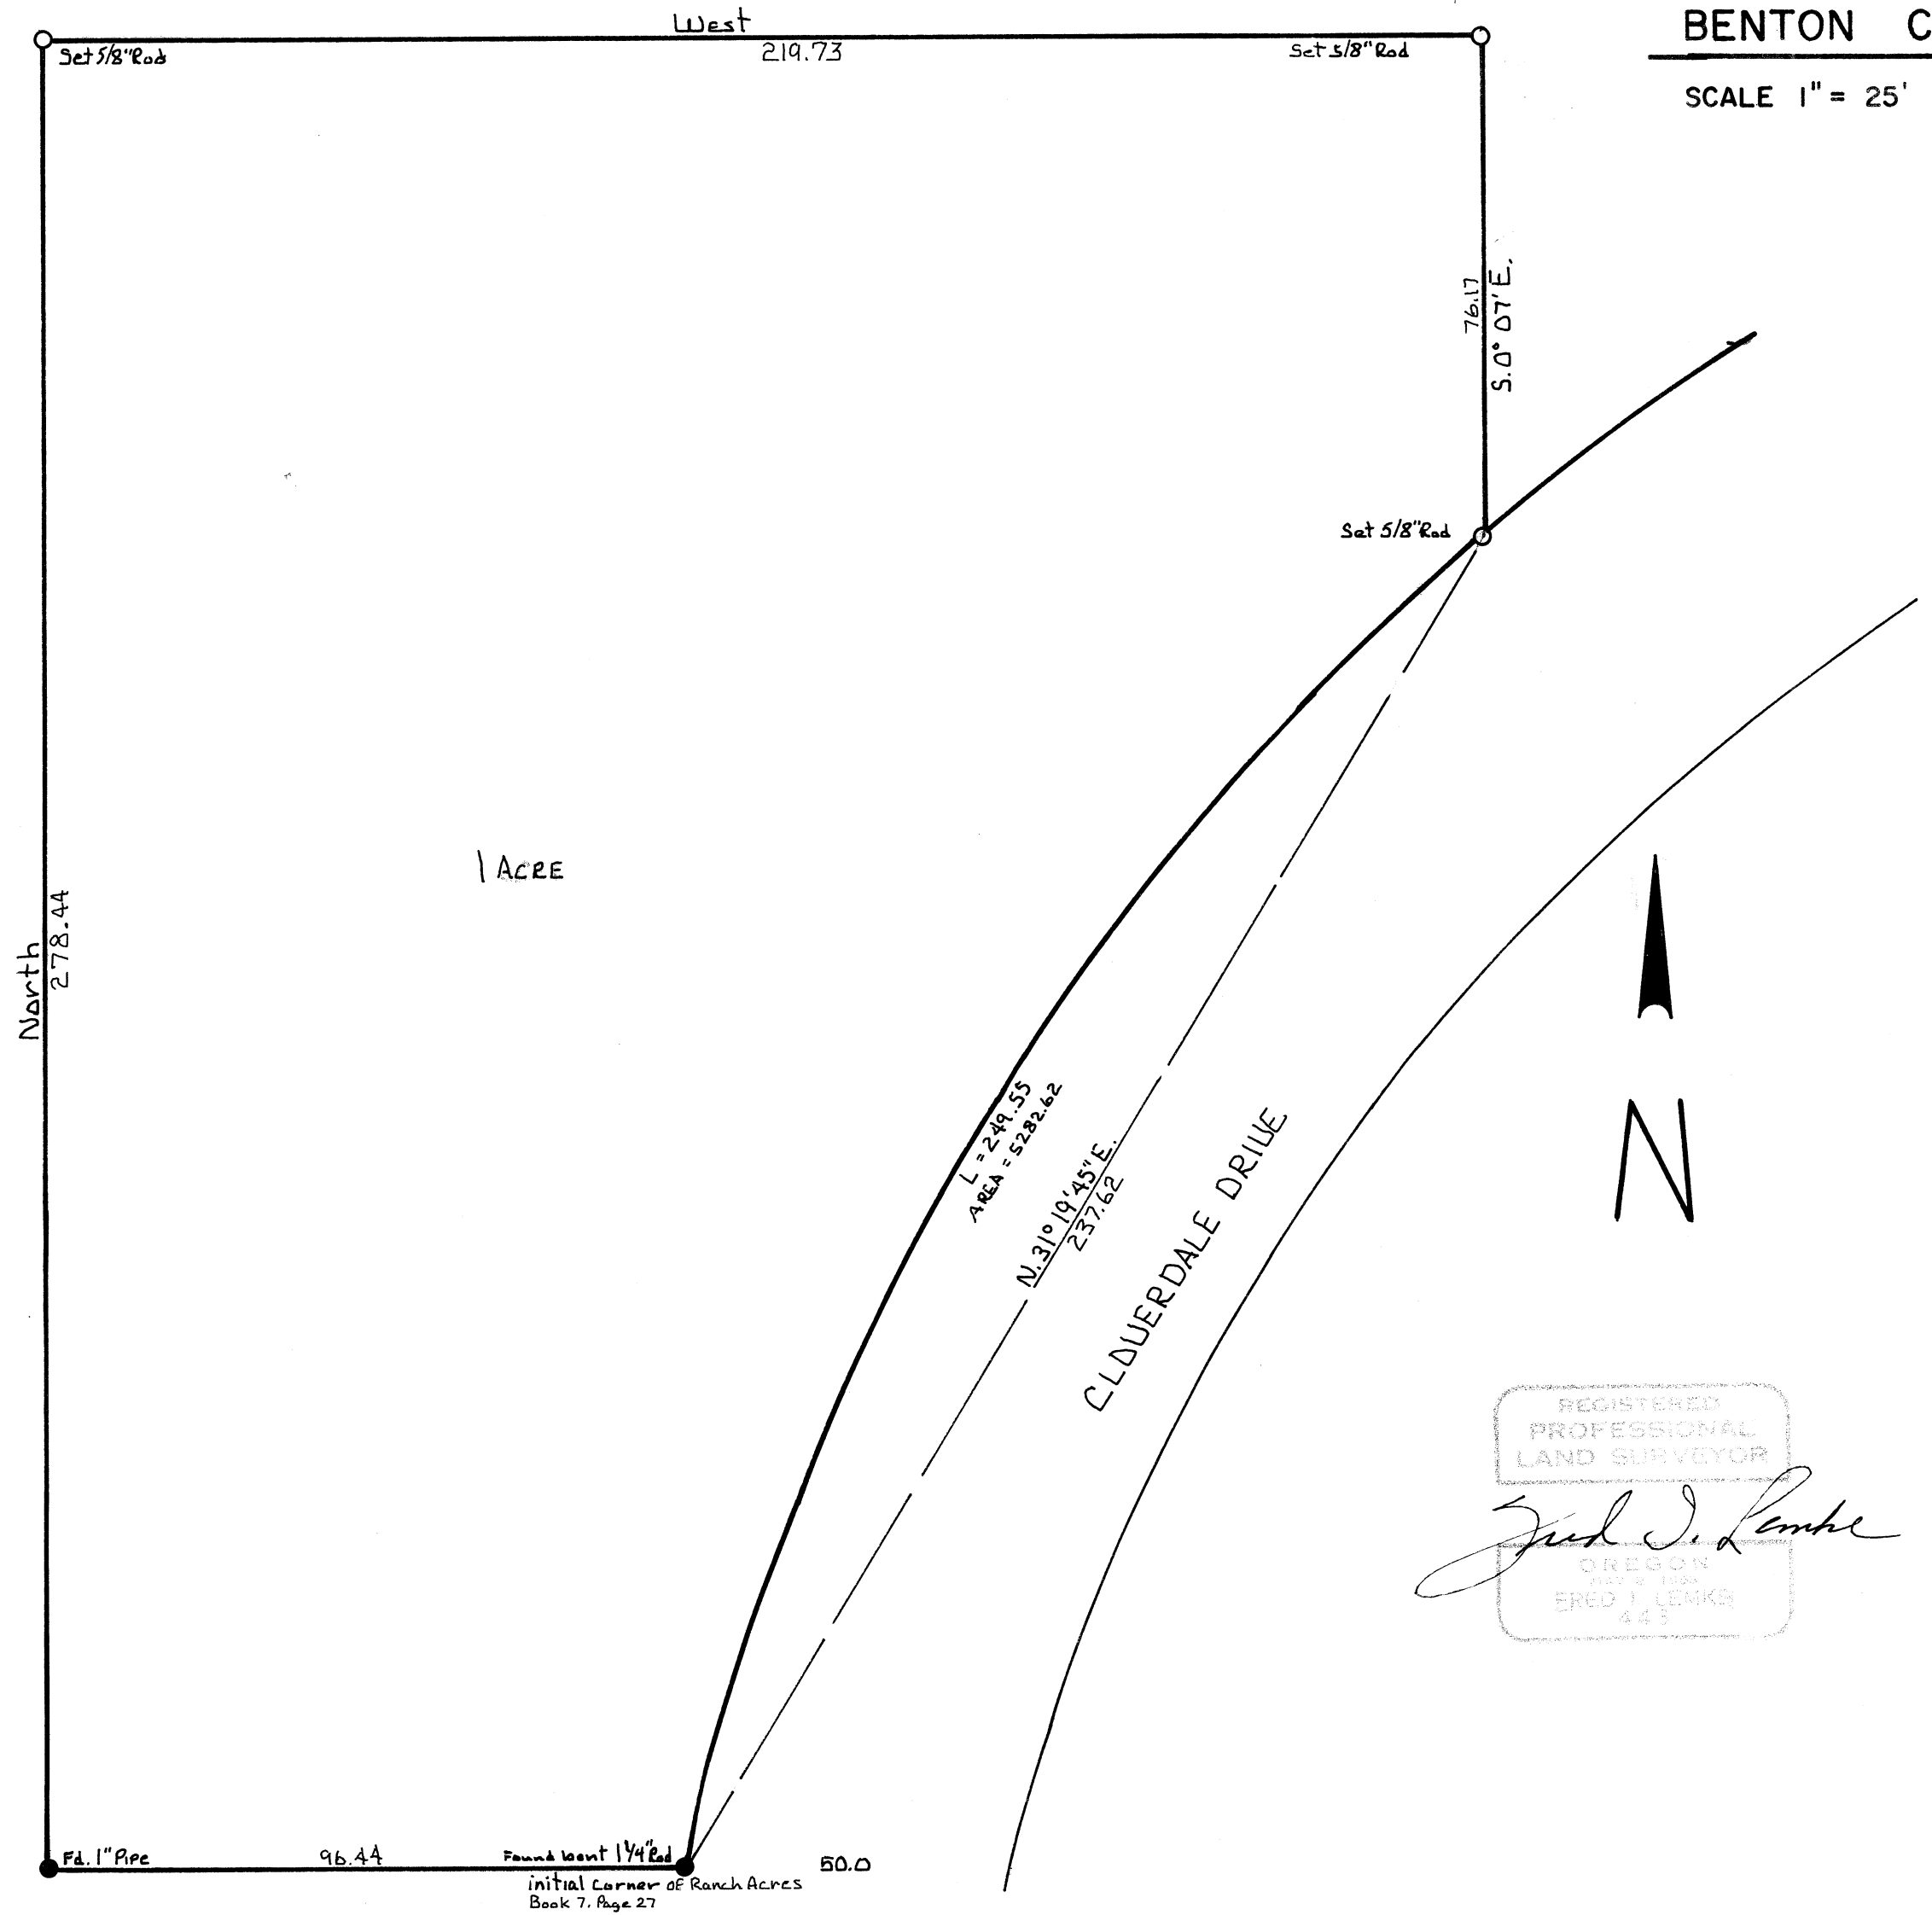 West
BENTON C
Set 5/8" Rod
219.73
Set 5/8" Rod
SCALE 1" = 25'
76.17
S. 0° 07' E.
Set 5/8" Rod
1 ACRE
North
278.44
L = 249.55
AREA = 5282.62
N. 31° 19' 45" E.
237.62
CLOVERDALE DRIVE
N
REGISTERED
PROFESSIONAL
LAND SURVEYOR
Fred I. Lemke
OREGON
FRED I. LEMKE
443
Fd. 1" Pipe
96.44
Found bent 1 1/4" Rod
50.0
initial Corner OF Ranch Acres
Book 7. Page 27